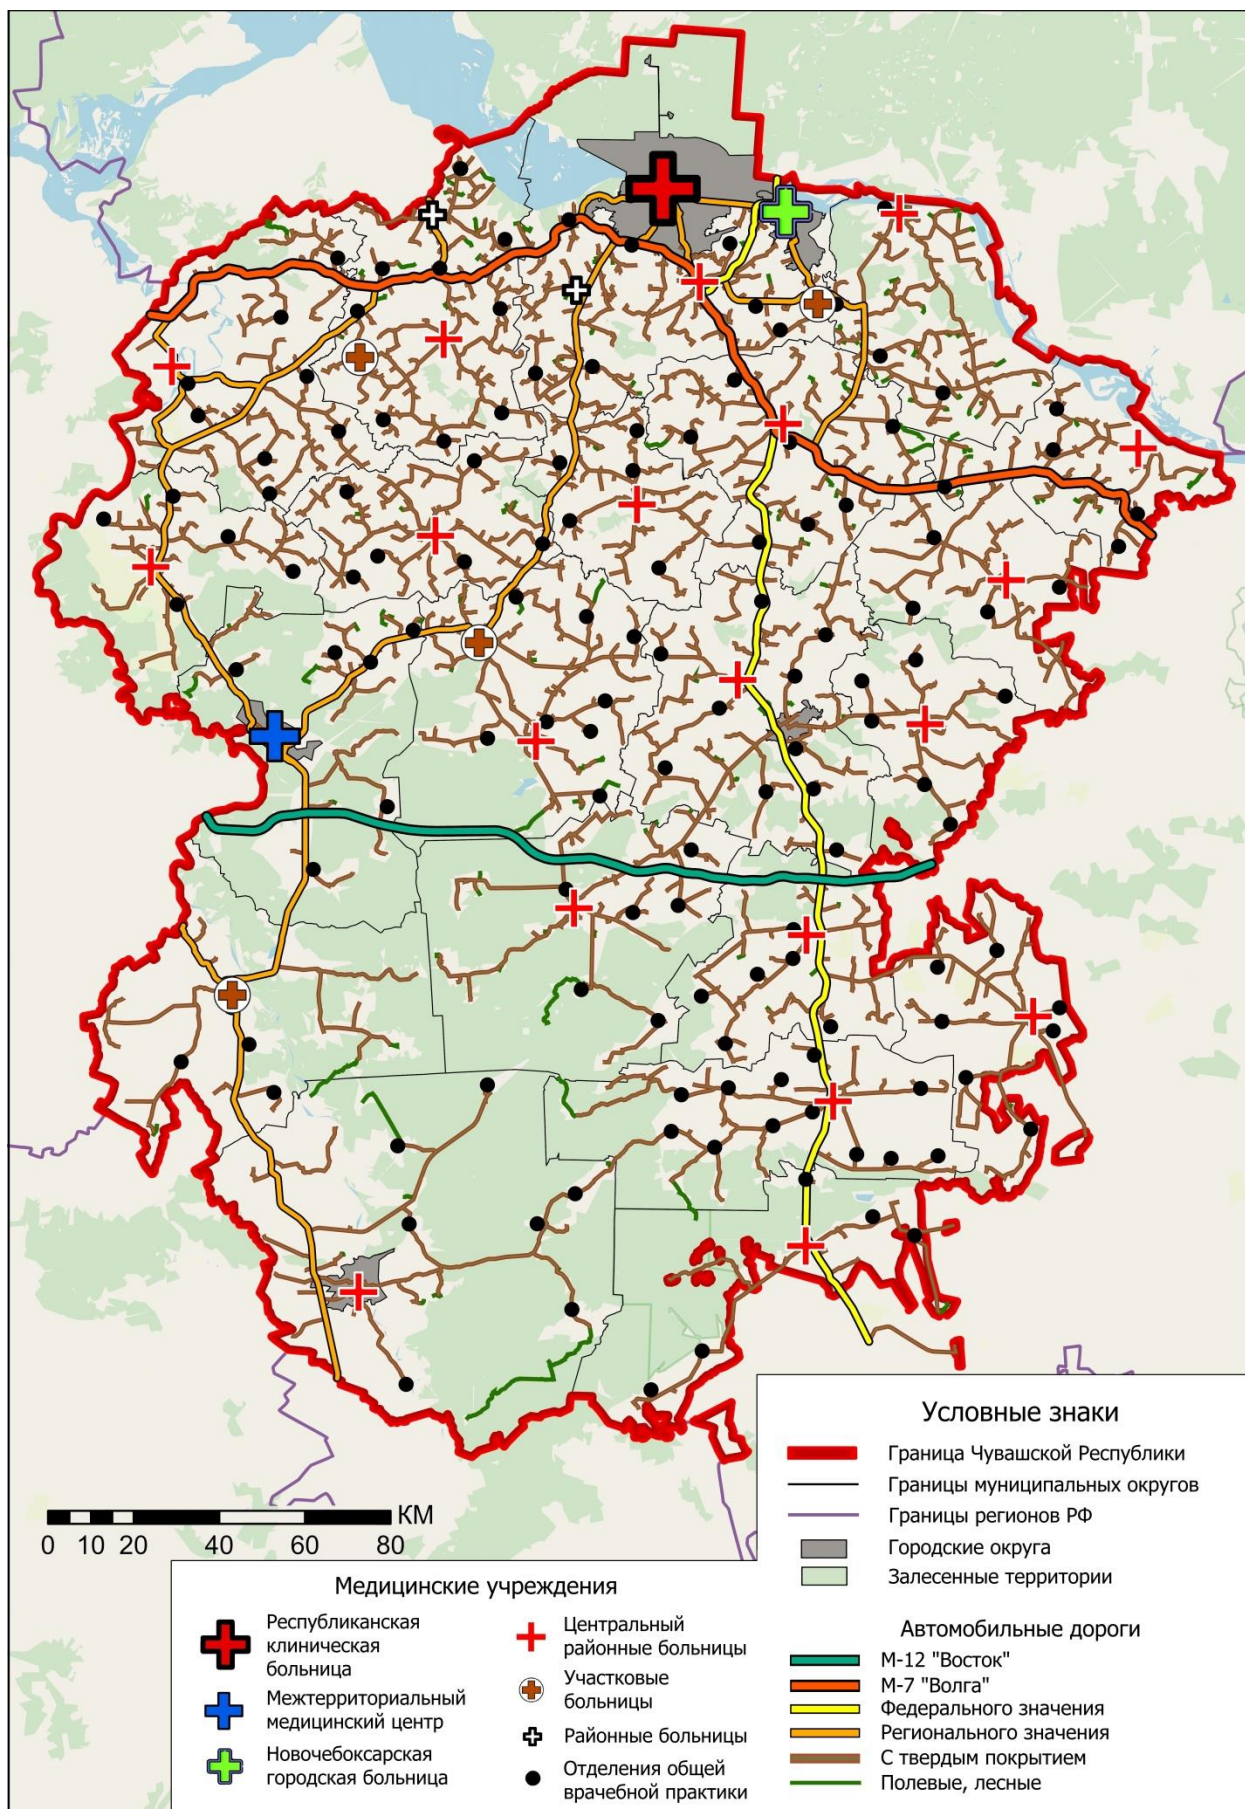 Условные знаки
Граница Чувашской Республики
Границы муниципальных округов
Границы регионов РФ
Городские округа
Залесенные территории
КМ
0 10 20 40 60 80
Медицинские учреждения
Республиканская
клиническая
больница
Межтерриториальный
медицинский центр
Новочебоксарская
городская больница
Центральный
районные больницы
Участковые
больницы
Районные больницы
Отделения общей
врачебной практики
Автомобильные дороги
М-12 "Восток"
М-7 "Волга"
Федерального значения
Регионального значения
С твердым покрытием
Полевые, лесные